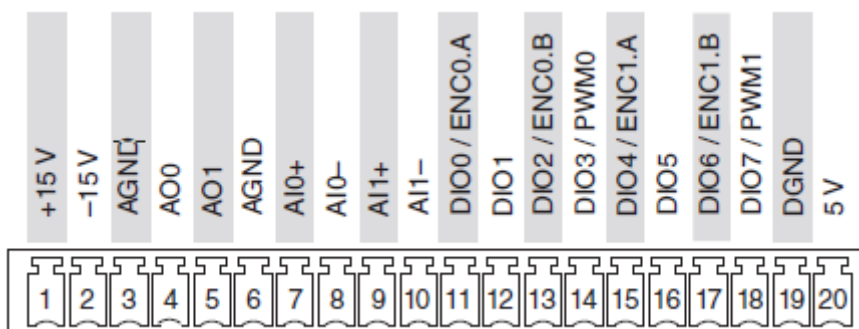 +15 V
–15 V
AGND
AO0
AO1
AGND
AI0+
AI0–
AI1+
AI1–
DIO0 / ENC0.A
DIO1
DIO2 / ENC0.B
DIO3 / PWM0
DIO4 / ENC1.A
DIO5
DIO6 / ENC1.B
DIO7 / PWM1
DGND
5 V
1 2 3 4 5 6 7 8 9 10 11 12 13 14 15 16 17 18 19 20